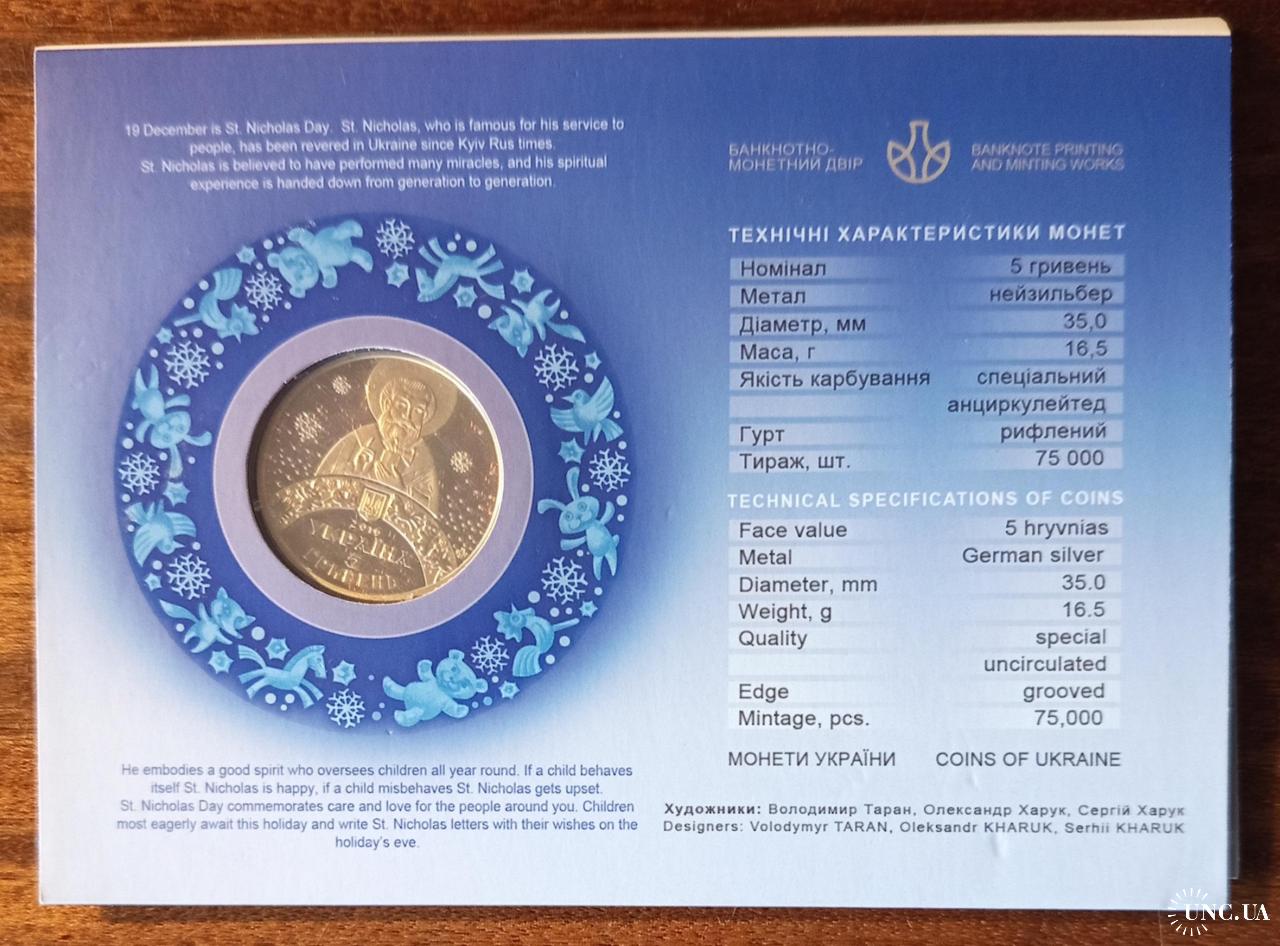 19 December is St. Nicholas Day. St. Nicholas, who is famous for his service to
people, has been revered in Ukraine since Kyiv Rus times.
St. Nicholas is believed to have performed many miracles, and his spiritual
experience is handed down from generation to generation.
УКРАЇНА
5
ГРИВЕНЬ
He embodies a good spirit who oversees children all year round. If a child behaves
itself St. Nicholas is happy, if a child misbehaves St. Nicholas gets upset.
St. Nicholas Day commemorates care and love for the people around you. Children
most eagerly await this holiday and write St. Nicholas letters with their wishes on the
holiday's eve.
БАНКНОТНО-
МОНЕТНИЙ ДВІР
BANKNOTE PRINTING
AND MINTING WORKS
ТЕХНІЧНІ ХАРАКТЕРИСТИКИ МОНЕТ
Номінал 5 гривень
Метал нейзильбер
Діаметр, мм 35,0
Маса, г 16,5
Якість карбування спеціальний
анциркулейтед
Гурт рифлений
Тираж, шт. 75 000
TECHNICAL SPECIFICATIONS OF COINS
Face value 5 hryvnias
Metal German silver
Diameter, mm 35.0
Weight, g 16.5
Quality special
uncirculated
Edge grooved
Mintage, pcs. 75,000
МОНЕТИ УКРАЇНИ COINS OF UKRAINE
Художники: Володимир Таран, Олександр Харук, Сергій Харук
Designers: Volodymyr TARAN, Oleksandr KHARUK, Serhii KHARUK
UNC.UA